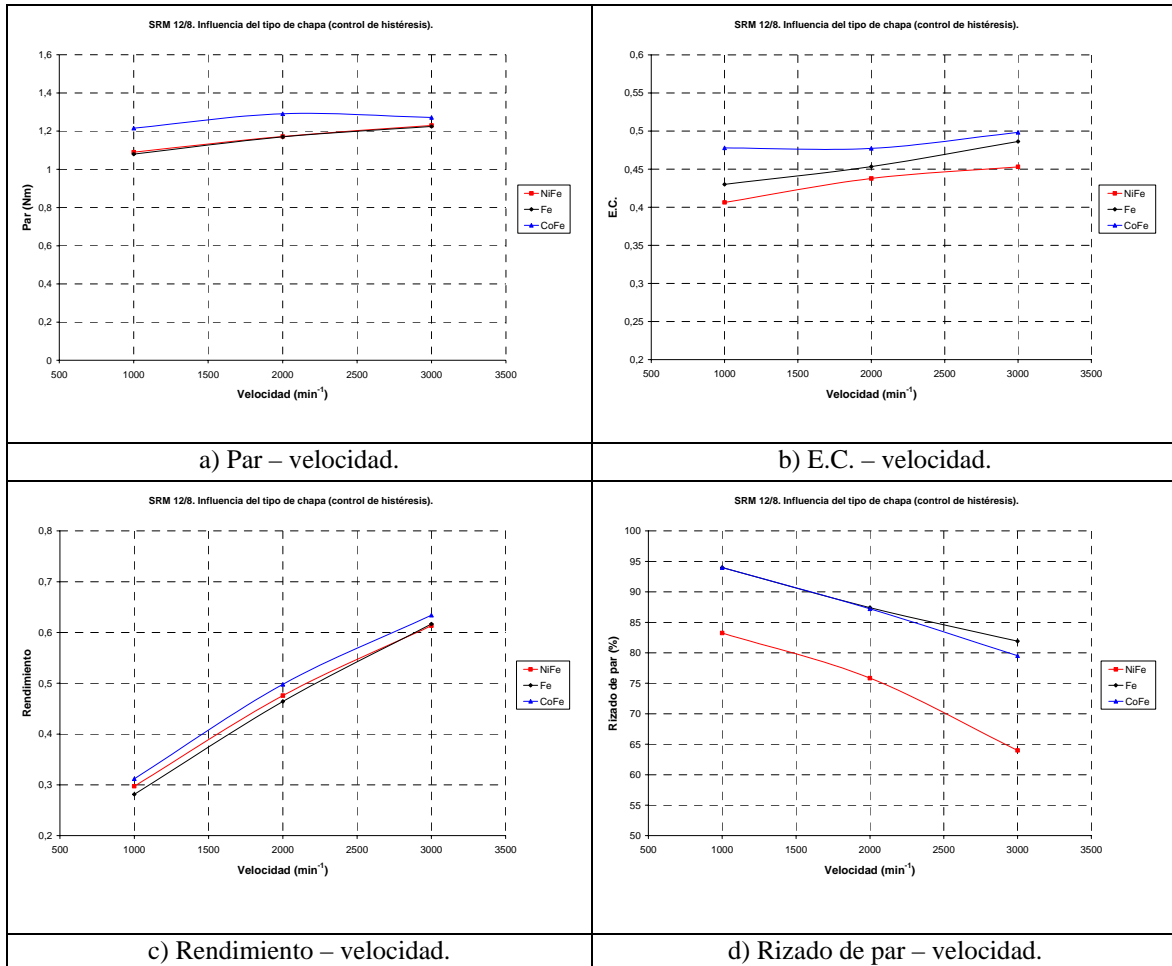 SRM 12/8. Influencia del tipo de chapa (control de histéresis).
1,6
1,4
1,2
1
0,8
0,6
0,4
0,2
0
Par (Nm)
500
1000
1500
2000
2500
3000
3500
Velocidad (min⁻¹)
NiFe
Fe
CoFe
a) Par – velocidad.
SRM 12/8. Influencia del tipo de chapa (control de histéresis).
0,6
0,55
0,5
0,45
0,4
0,35
0,3
0,25
0,2
E.C.
500
1000
1500
2000
2500
3000
3500
Velocidad (min⁻¹)
NiFe
Fe
CoFe
b) E.C. – velocidad.
SRM 12/8. Influencia del tipo de chapa (control de histéresis).
0,8
0,7
0,6
0,5
0,4
0,3
0,2
Rendimiento
500
1000
1500
2000
2500
3000
3500
Velocidad (min⁻¹)
NiFe
Fe
CoFe
c) Rendimiento – velocidad.
SRM 12/8. Influencia del tipo de chapa (control de histéresis).
100
95
90
85
80
75
70
65
60
55
50
Rizado de par (%)
500
1000
1500
2000
2500
3000
3500
Velocidad (min⁻¹)
NiFe
Fe
CoFe
d) Rizado de par – velocidad.